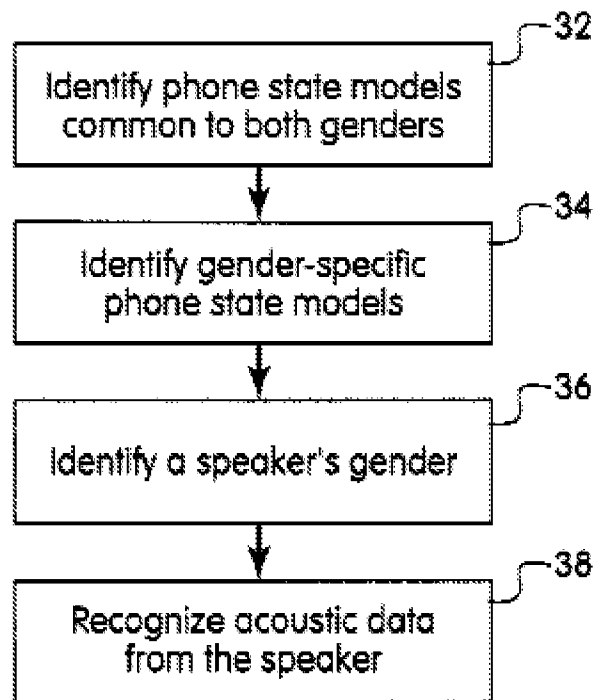 32
Identify phone state models
common to both genders
34
Identify gender-specific
phone state models
36
Identify a speaker's gender
38
Recognize acoustic data
from the speaker